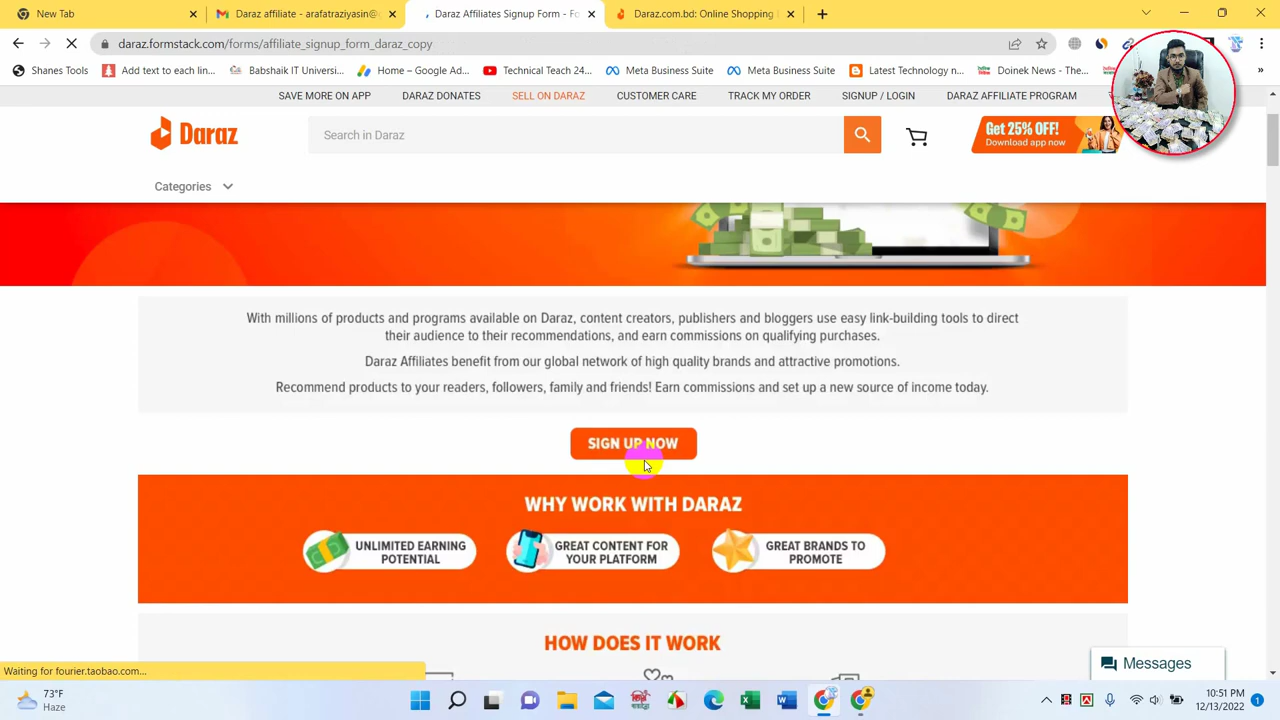 New Tab
Daraz affiliate - arafatraziyasin@
Daraz Affiliates Signup Form - Fo
Daraz.com.bd: Online Shopping
daraz.formstack.com/forms/affiliate_signup_form_daraz_copy
Shanes Tools
Add text to each lin...
Babshaik IT Universi...
Home – Google Ad...
Technical Teach 24...
Meta Business Suite
Meta Business Suite
Latest Technology n...
Doinek News - The...
SAVE MORE ON APP
DARAZ DONATES
SELL ON DARAZ
CUSTOMER CARE
TRACK MY ORDER
SIGNUP / LOGIN
DARAZ AFFILIATE PROGRAM
Daraz
Search in Daraz
Get 25% OFF!
Download app now
Categories
With millions of products and programs available on Daraz, content creators, publishers and bloggers use easy link-building tools to direct
their audience to their recommendations, and earn commissions on qualifying purchases.
Daraz Affiliates benefit from our global network of high quality brands and attractive promotions.
Recommend products to your readers, followers, family and friends! Earn commissions and set up a new source of income today.
SIGN UP NOW
WHY WORK WITH DARAZ
UNLIMITED EARNING
POTENTIAL
GREAT CONTENT FOR
YOUR PLATFORM
GREAT BRANDS TO
PROMOTE
HOW DOES IT WORK
Messages
Waiting for fourier.taobao.com...
73°F
Haze
10:51 PM
12/13/2022
1